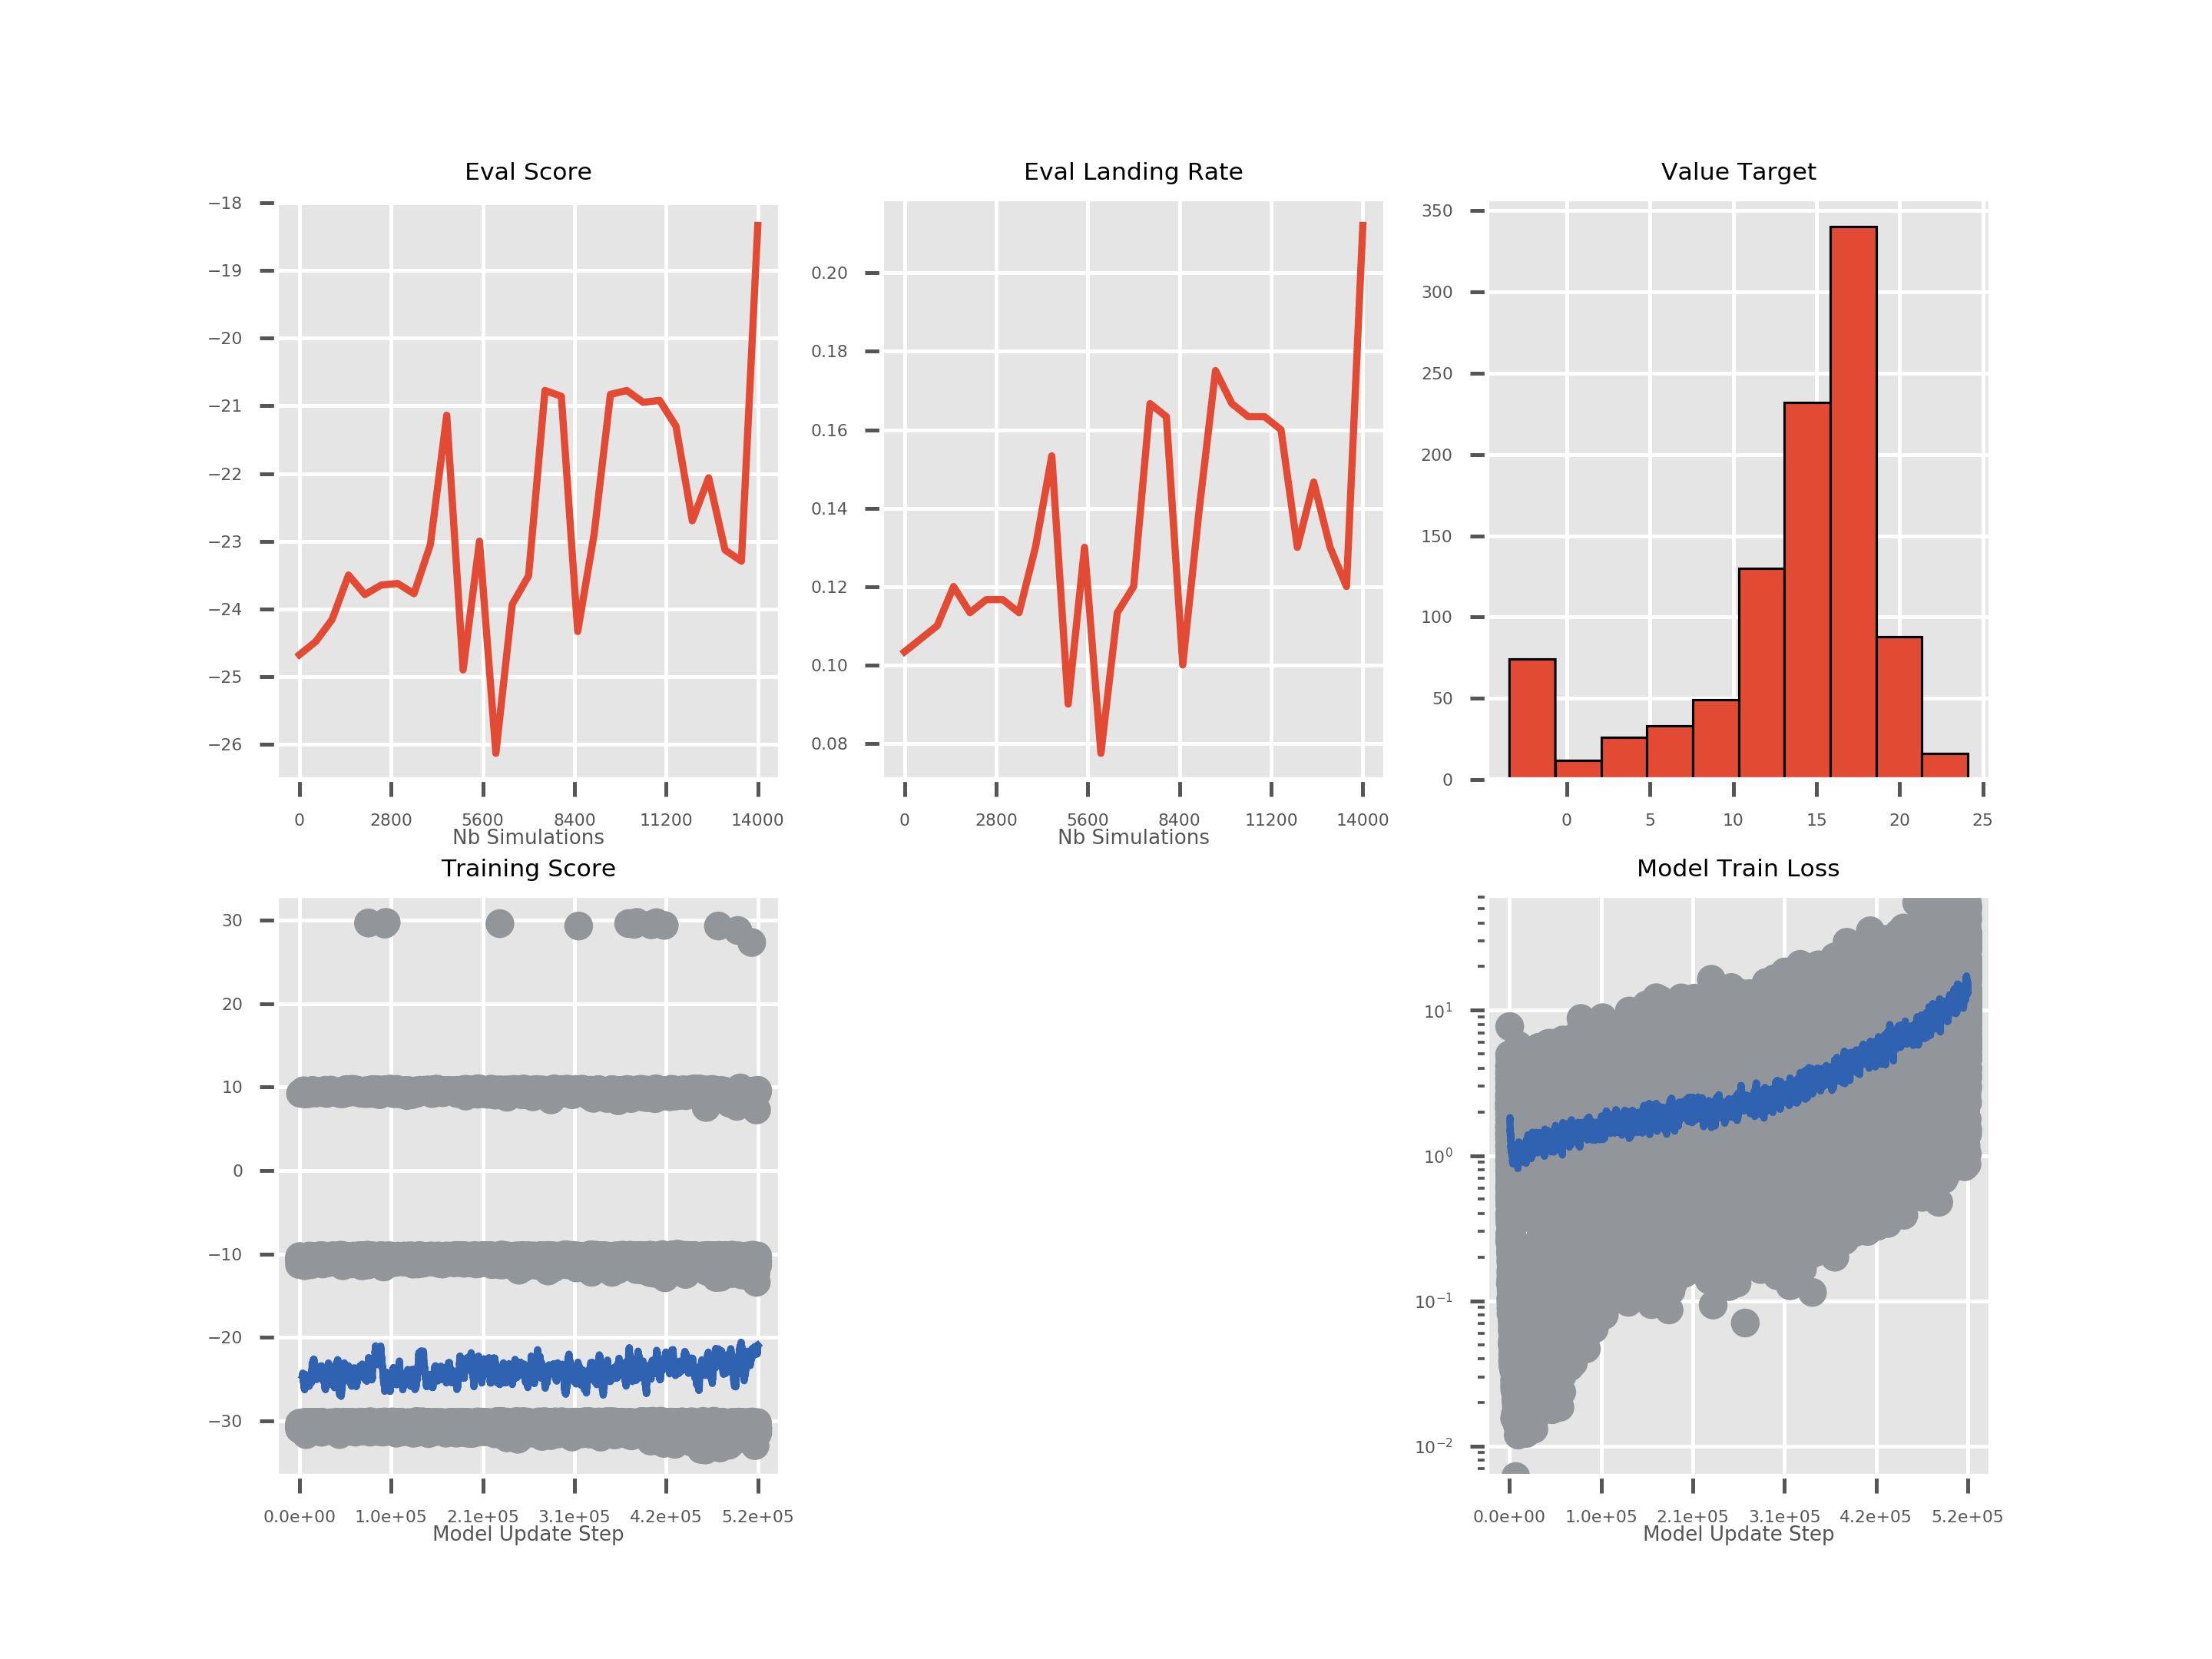 Eval Score
−18
−19
−20
−21
−22
−23
−24
−25
−26
0 2800 5600 8400 11200 14000
Nb Simulations
Eval Landing Rate
0.20
0.18
0.16
0.14
0.12
0.10
0.08
0 2800 5600 8400 11200 14000
Nb Simulations
Value Target
350
300
250
200
150
100
50
0
0 5 10 15 20 25
Training Score
30
20
10
0
−10
−20
−30
0.0e+00 1.0e+05 2.1e+05 3.1e+05 4.2e+05 5.2e+05
Model Update Step
Model Train Loss
10¹
10⁰
10⁻¹
10⁻²
0.0e+00 1.0e+05 2.1e+05 3.1e+05 4.2e+05 5.2e+05
Model Update Step